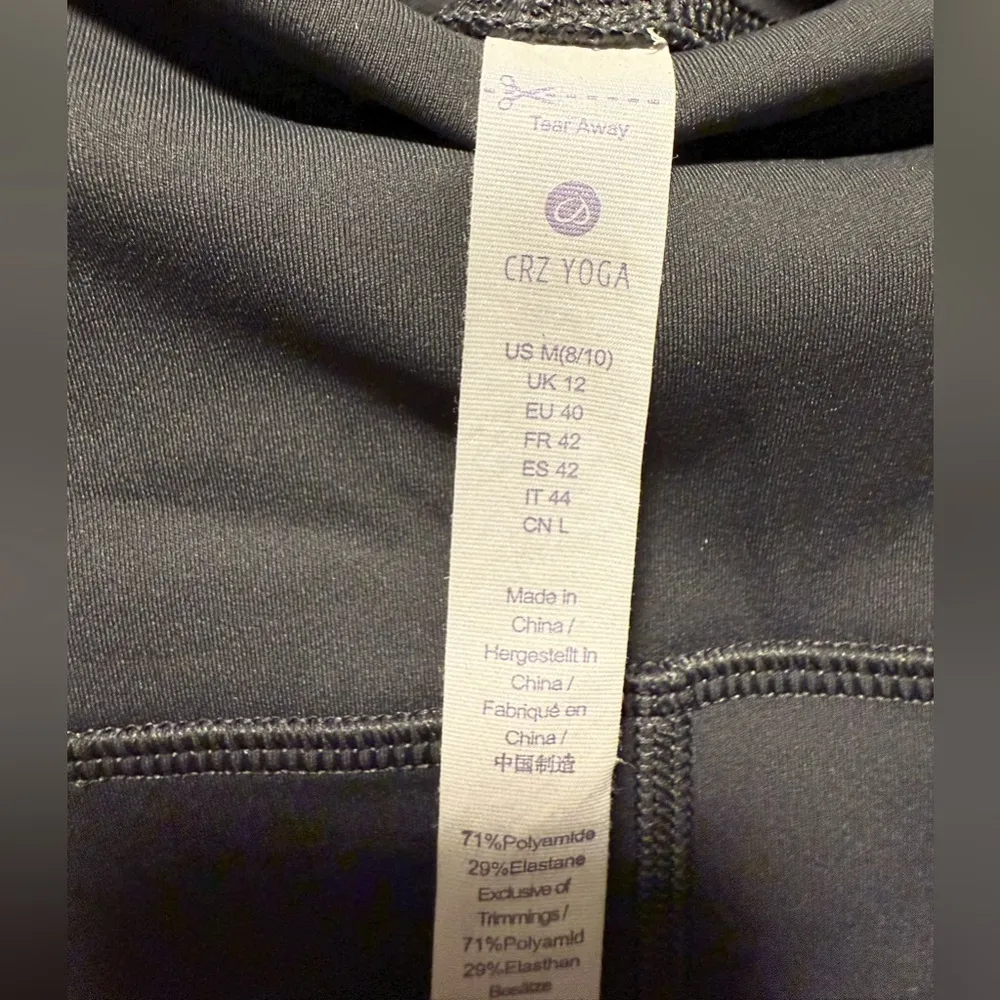 Tear Away
CRZ YOGA
US M(8/10)
UK 12
EU 40
FR 42
ES 42
IT 44
CN L
Made in
China /
Hergestellt in
China /
Fabriqué en
China /
中国制造
71%Polyamide
29%Elastane
Exclusive of
Trimmings/
71%Polyamid
29%Elasthan
Besätze